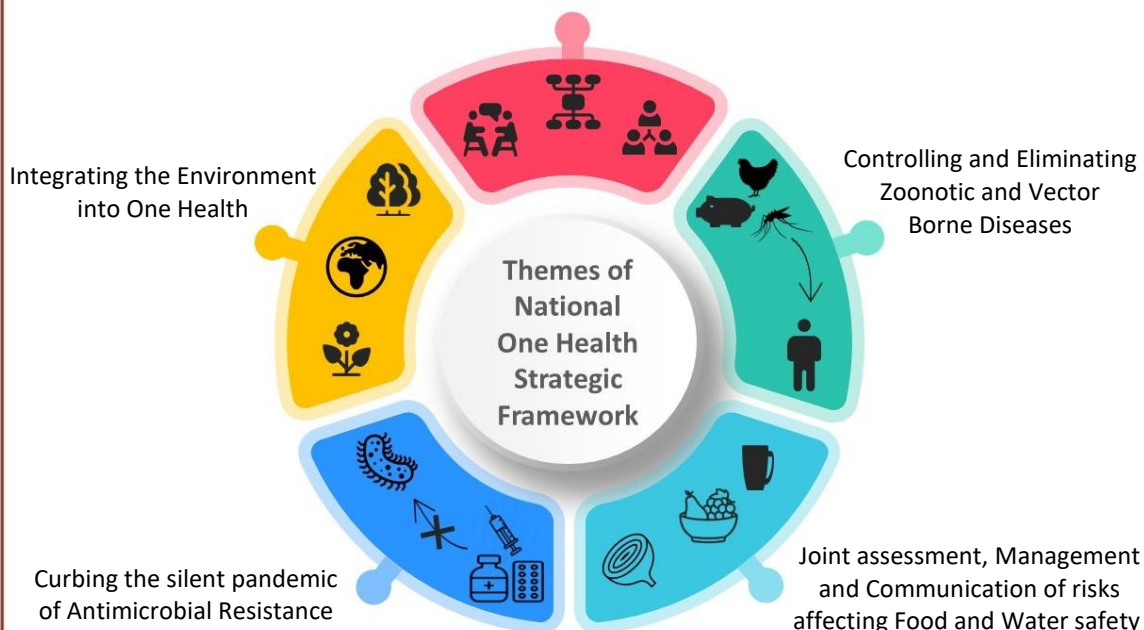 Integrating the Environment
into One Health
Controlling and Eliminating
Zoonotic and Vector
Borne Diseases
Themes of
National
One Health
Strategic
Framework
Curbing the silent pandemic
of Antimicrobial Resistance
Joint assessment, Management
and Communication of risks
affecting Food and Water safety